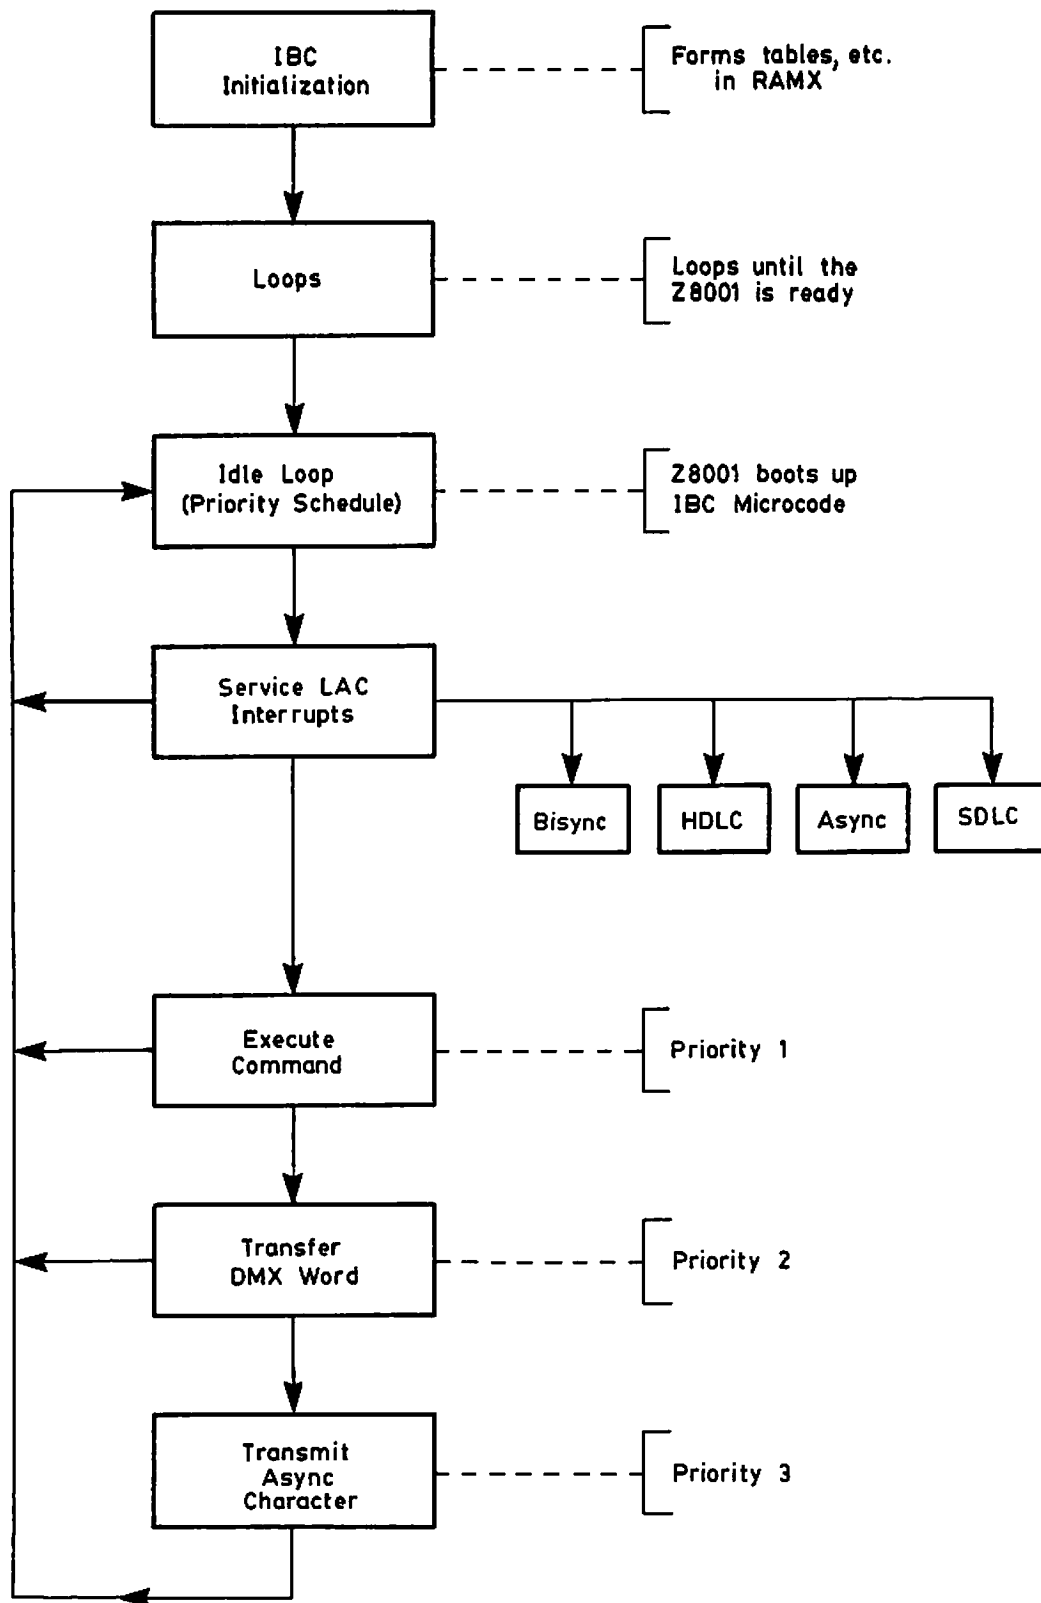 IBC
Initialization
Forms tables, etc.
in RAMX
Loops
Loops until the
Z8001 is ready
Idle Loop
(Priority Schedule)
Z8001 boots up
IBC Microcode
Service LAC
Interrupts
Bisync
HDLC
Async
SDLC
Execute
Command
Priority 1
Transfer
DMX Word
Priority 2
Transmit
Async
Character
Priority 3